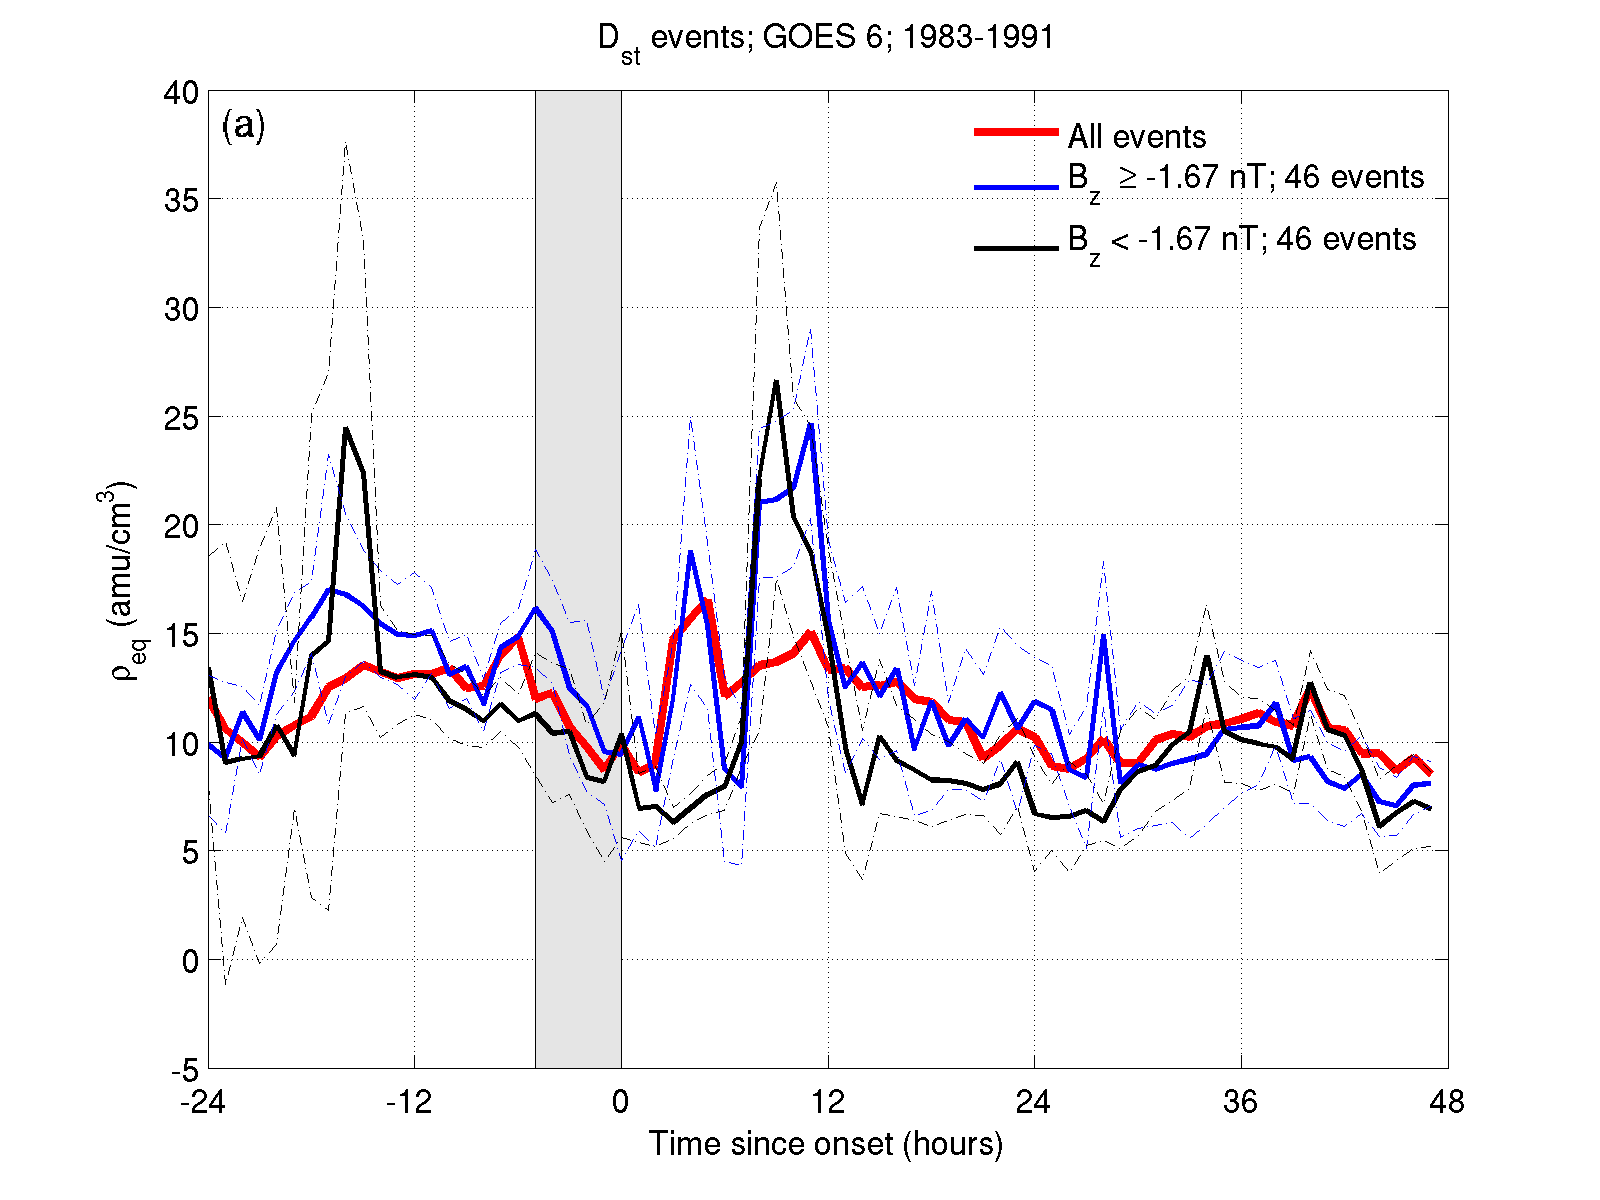 D_st events; GOES 6; 1983-1991
(a)
All events
B_z ≥ -1.67 nT; 46 events
B_z < -1.67 nT; 46 events
40
35
30
25
20
15
10
5
0
-5
ρ_eq (amu/cm^3)
-24 -12 0 12 24 36 48
Time since onset (hours)